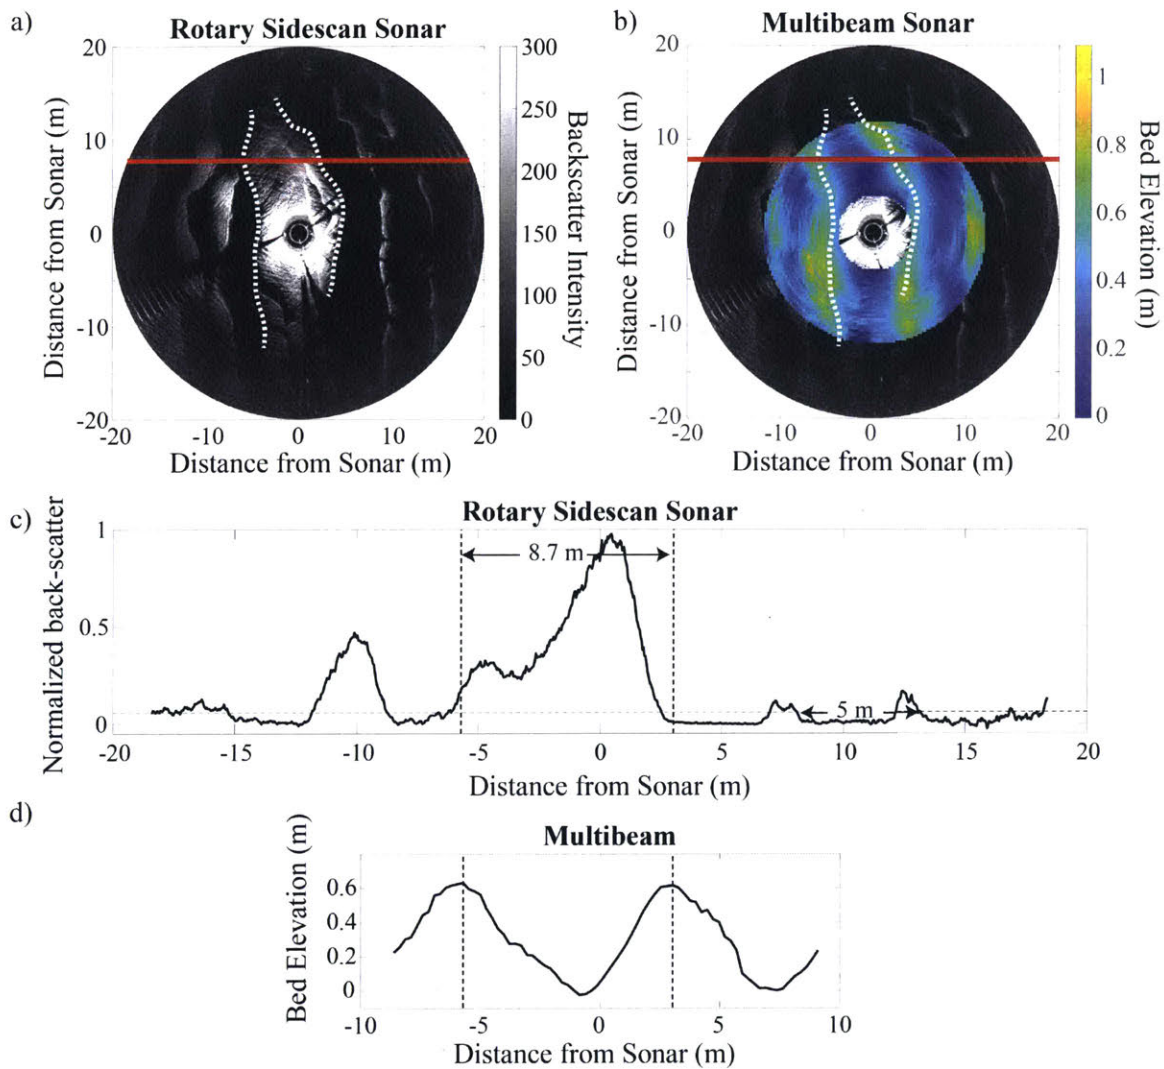 a)
Rotary Sidescan Sonar
20
10
0
-10
-20
Distance from Sonar (m)
-20 -10 0 10 20
Distance from Sonar (m)
300
250
200
150
100
50
0
Backscatter Intensity
b)
Multibeam Sonar
20
10
0
-10
-20
Distance from Sonar (m)
-20 -10 0 10 20
Distance from Sonar (m)
1
0.8
0.6
0.4
0.2
0
Bed Elevation (m)
c)
Rotary Sidescan Sonar
Normalized back-scatter
1
0.5
0
8.7 m
5 m
-20 -15 -10 -5 0 5 10 15 20
Distance from Sonar (m)
d)
Multibeam
Bed Elevation (m)
0.6
0.4
0.2
0
-10 -5 0 5 10
Distance from Sonar (m)